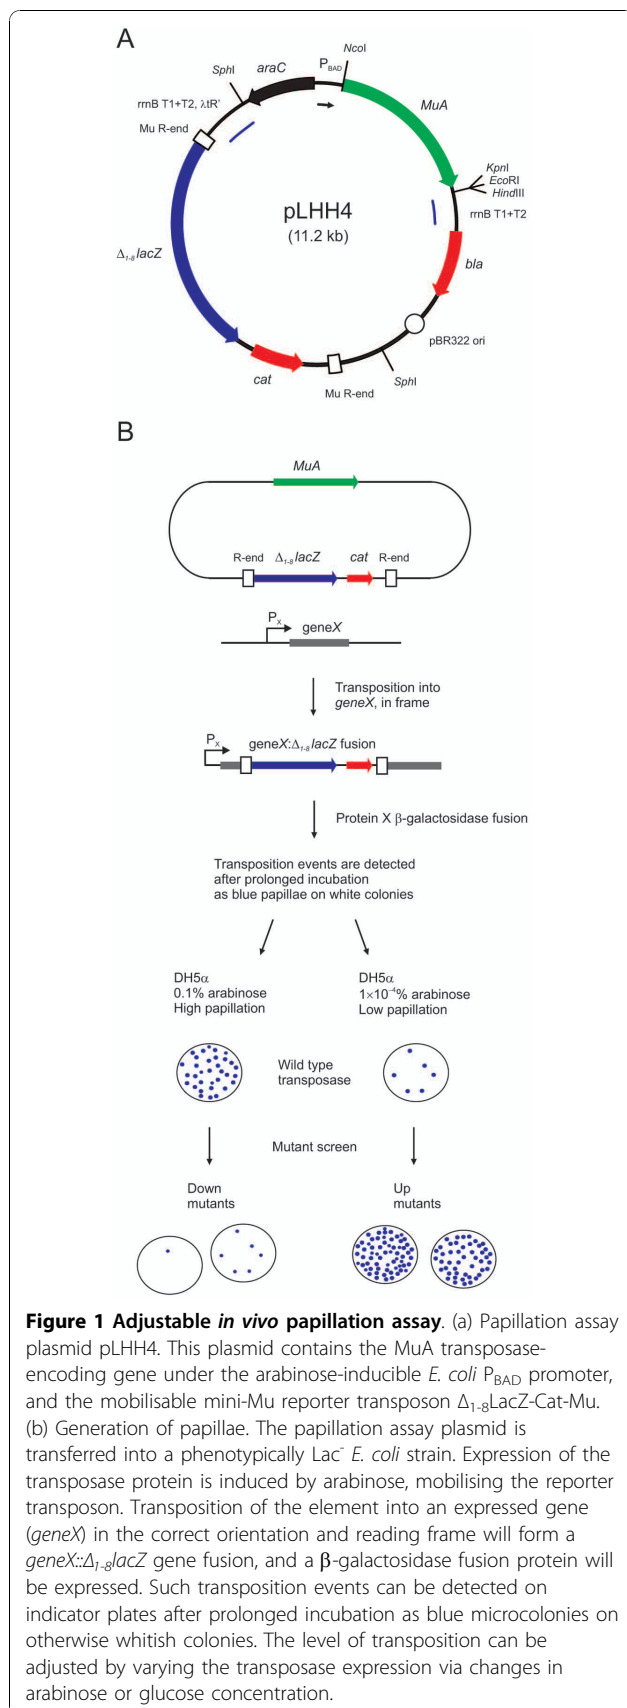 A
NcoI
P_BAD
araC
SphI
MuA
rrnB T1+T2, λtR'
Mu R-end
KpnI
EcoRI
HindIII
rrnB T1+T2
pLHH4
(11.2 kb)
Δ1-8lacZ
bla
pBR322 ori
SphI
cat
Mu R-end
B
MuA
R-end Δ1-8lacZ cat R-end
PX
geneX
Transposition into
geneX, in frame
PX geneX:Δ1-8lacZ fusion
Protein X β-galactosidase fusion
Transposition events are detected
after prolonged incubation
as blue papillae on white colonies
DH5α
0.1% arabinose
High papillation
DH5α
1×10⁻⁴% arabinose
Low papillation
Wild type
transposase
Mutant screen
Down
mutants
Up
mutants
Figure 1 Adjustable in vivo papillation assay. (a) Papillation assay
plasmid pLHH4. This plasmid contains the MuA transposase-
encoding gene under the arabinose-inducible E. coli P_BAD promoter,
and the mobilisable mini-Mu reporter transposon Δ1-8LacZ-Cat-Mu.
(b) Generation of papillae. The papillation assay plasmid is
transferred into a phenotypically Lac⁻ E. coli strain. Expression of the
transposase protein is induced by arabinose, mobilising the reporter
transposon. Transposition of the element into an expressed gene
(geneX) in the correct orientation and reading frame will form a
geneX::Δ1-8lacZ gene fusion, and a β-galactosidase fusion protein will
be expressed. Such transposition events can be detected on
indicator plates after prolonged incubation as blue microcolonies on
otherwise whitish colonies. The level of transposition can be
adjusted by varying the transposase expression via changes in
arabinose or glucose concentration.